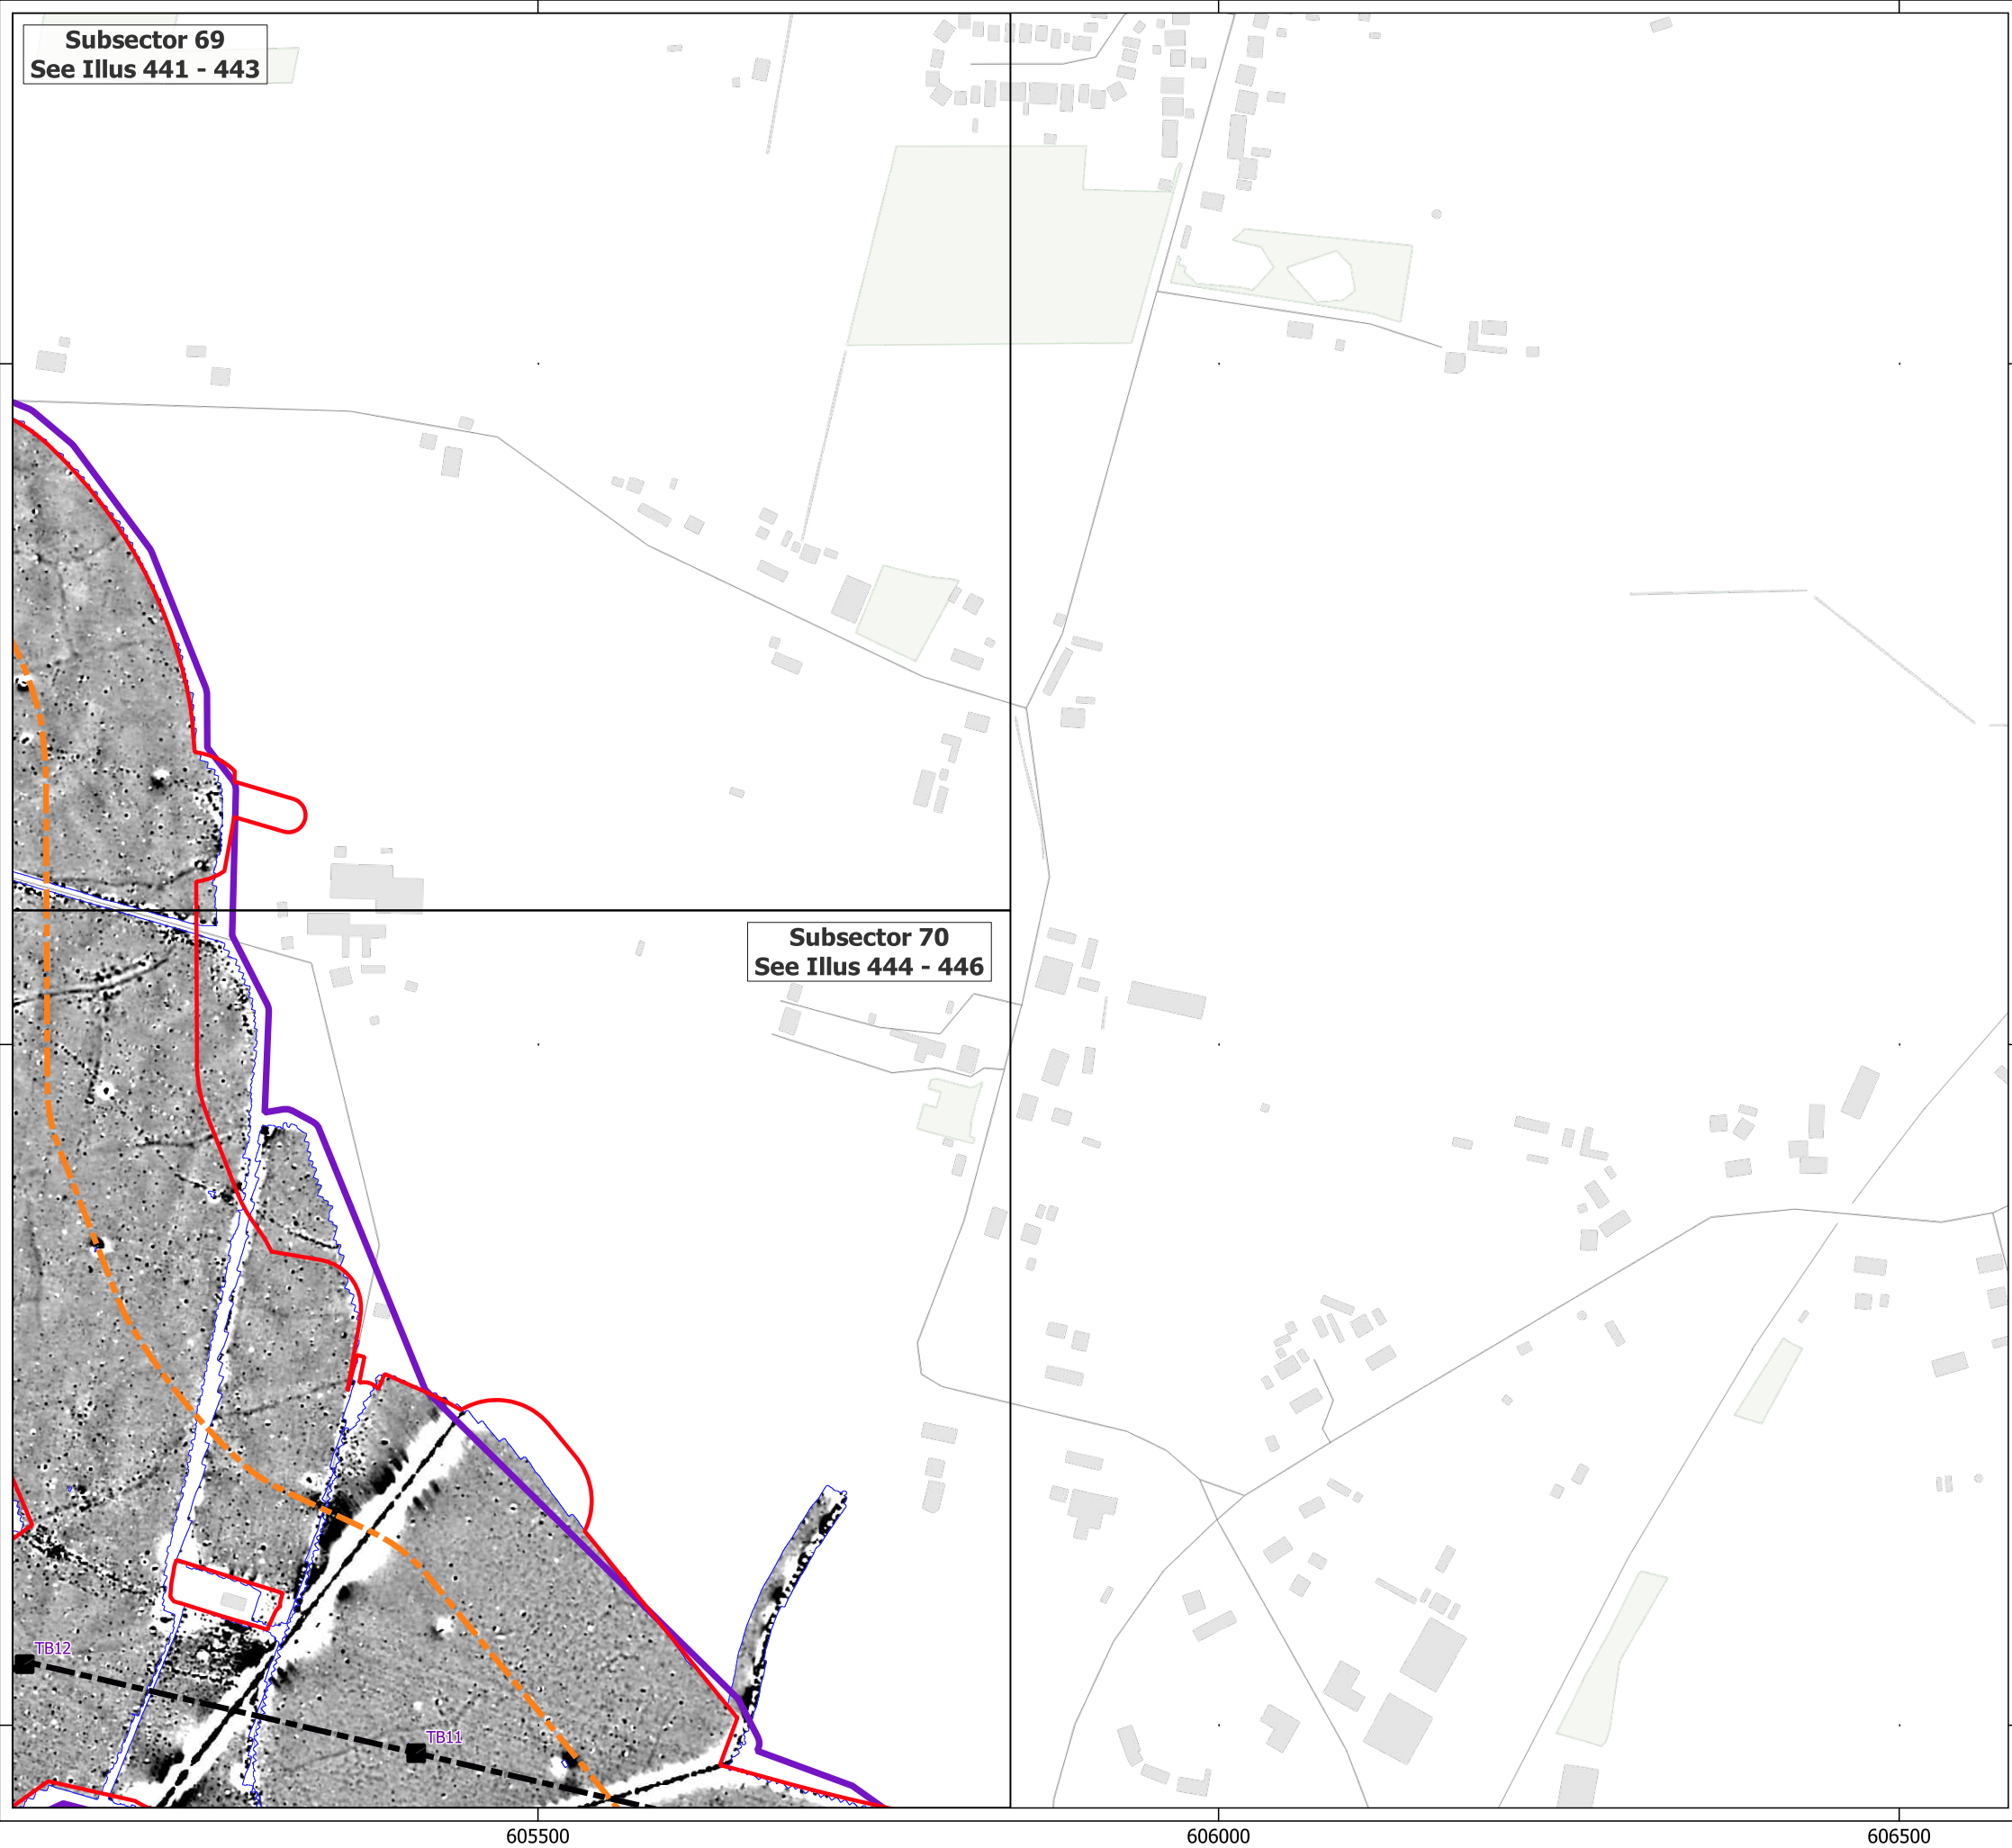 Subsector 69
See Illus 441 - 443
Subsector 70
See Illus 444 - 446
TB12
TB11
605500
606000
606500